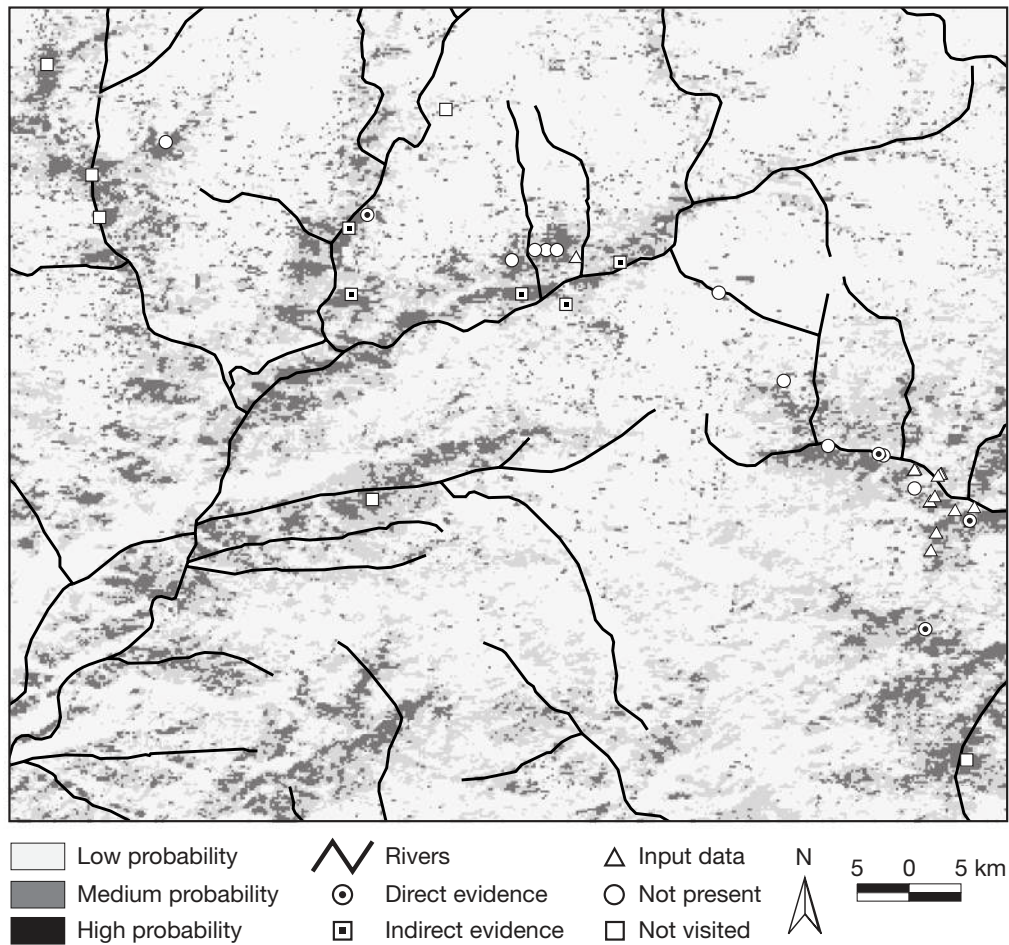 Low probability
Rivers
Input data
N
5 0 5 km
Medium probability
Direct evidence
Not present
High probability
Indirect evidence
Not visited